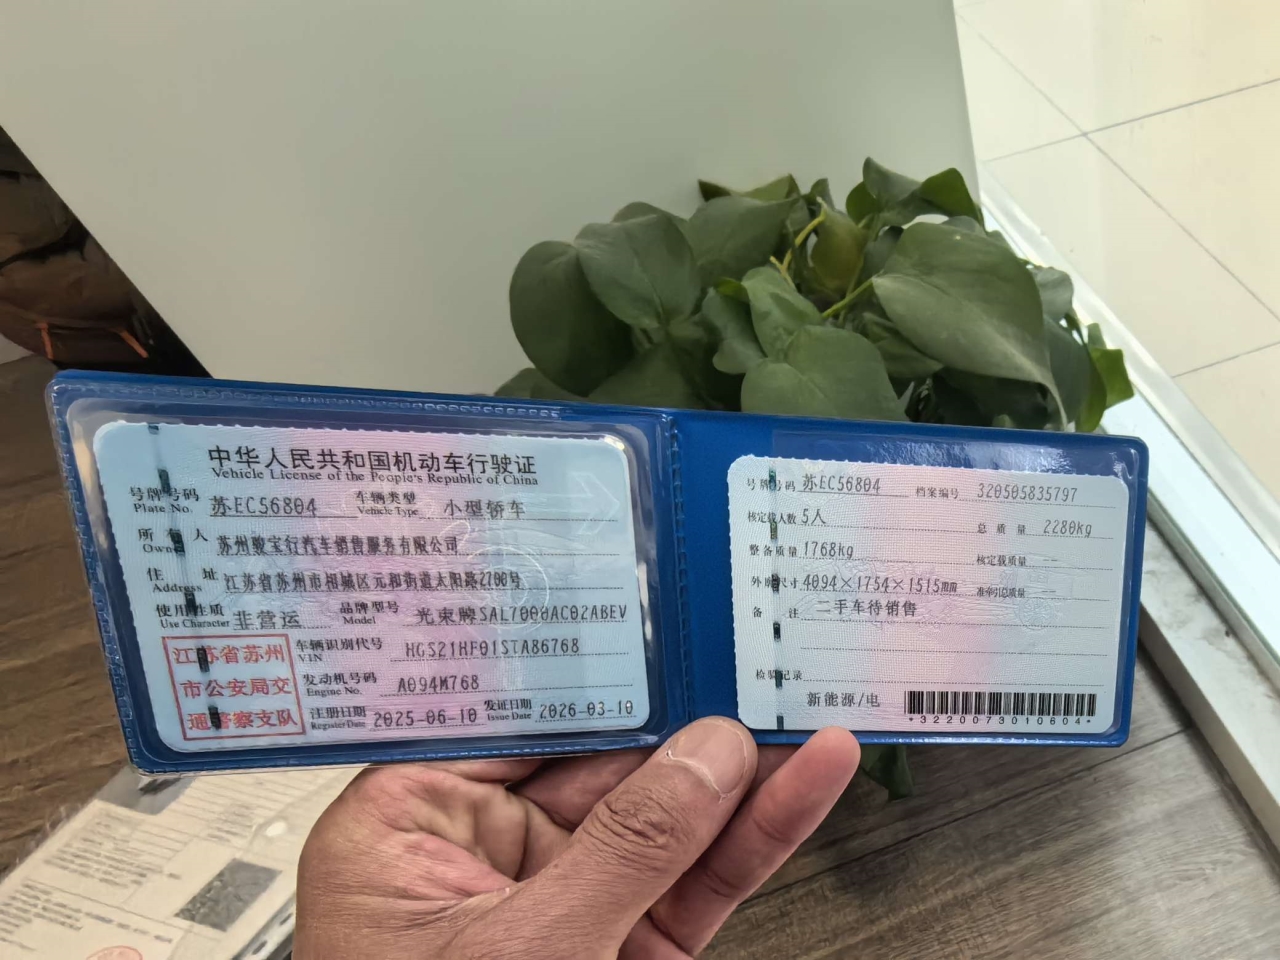 中华人民共和国机动车行驶证
Vehicle License of the People's Republic of China
号牌号码 苏EC56804 车辆类型 小型轿车
Plate No. Vehicle Type
所有人 苏州骏宝行汽车销售服务有限公司
Owner
住址 江苏省苏州市相城区元和街道太阳路2700号
Address
使用性质 非营运 品牌型号 光束牌SAL7000AC02ABEV
Use Character Model
江苏省苏州
市公安局交
通警察支队
车辆识别代号 HGS21HF01STA86768
VIN
发动机号码 A094M768
Engine No.
注册日期 2025-06-10 发证日期 2026-03-10
Register Date Issue Date
号牌号码 苏EC56804 档案编号 320505835797
核定载人数 5人 总质量 2280kg
整备质量 1768kg 核定载质量 --
外廓尺寸 4094×1754×1515mm 准牵引总质量 --
备注 二手车待销售
检验记录
新能源/电
*3220073010604*